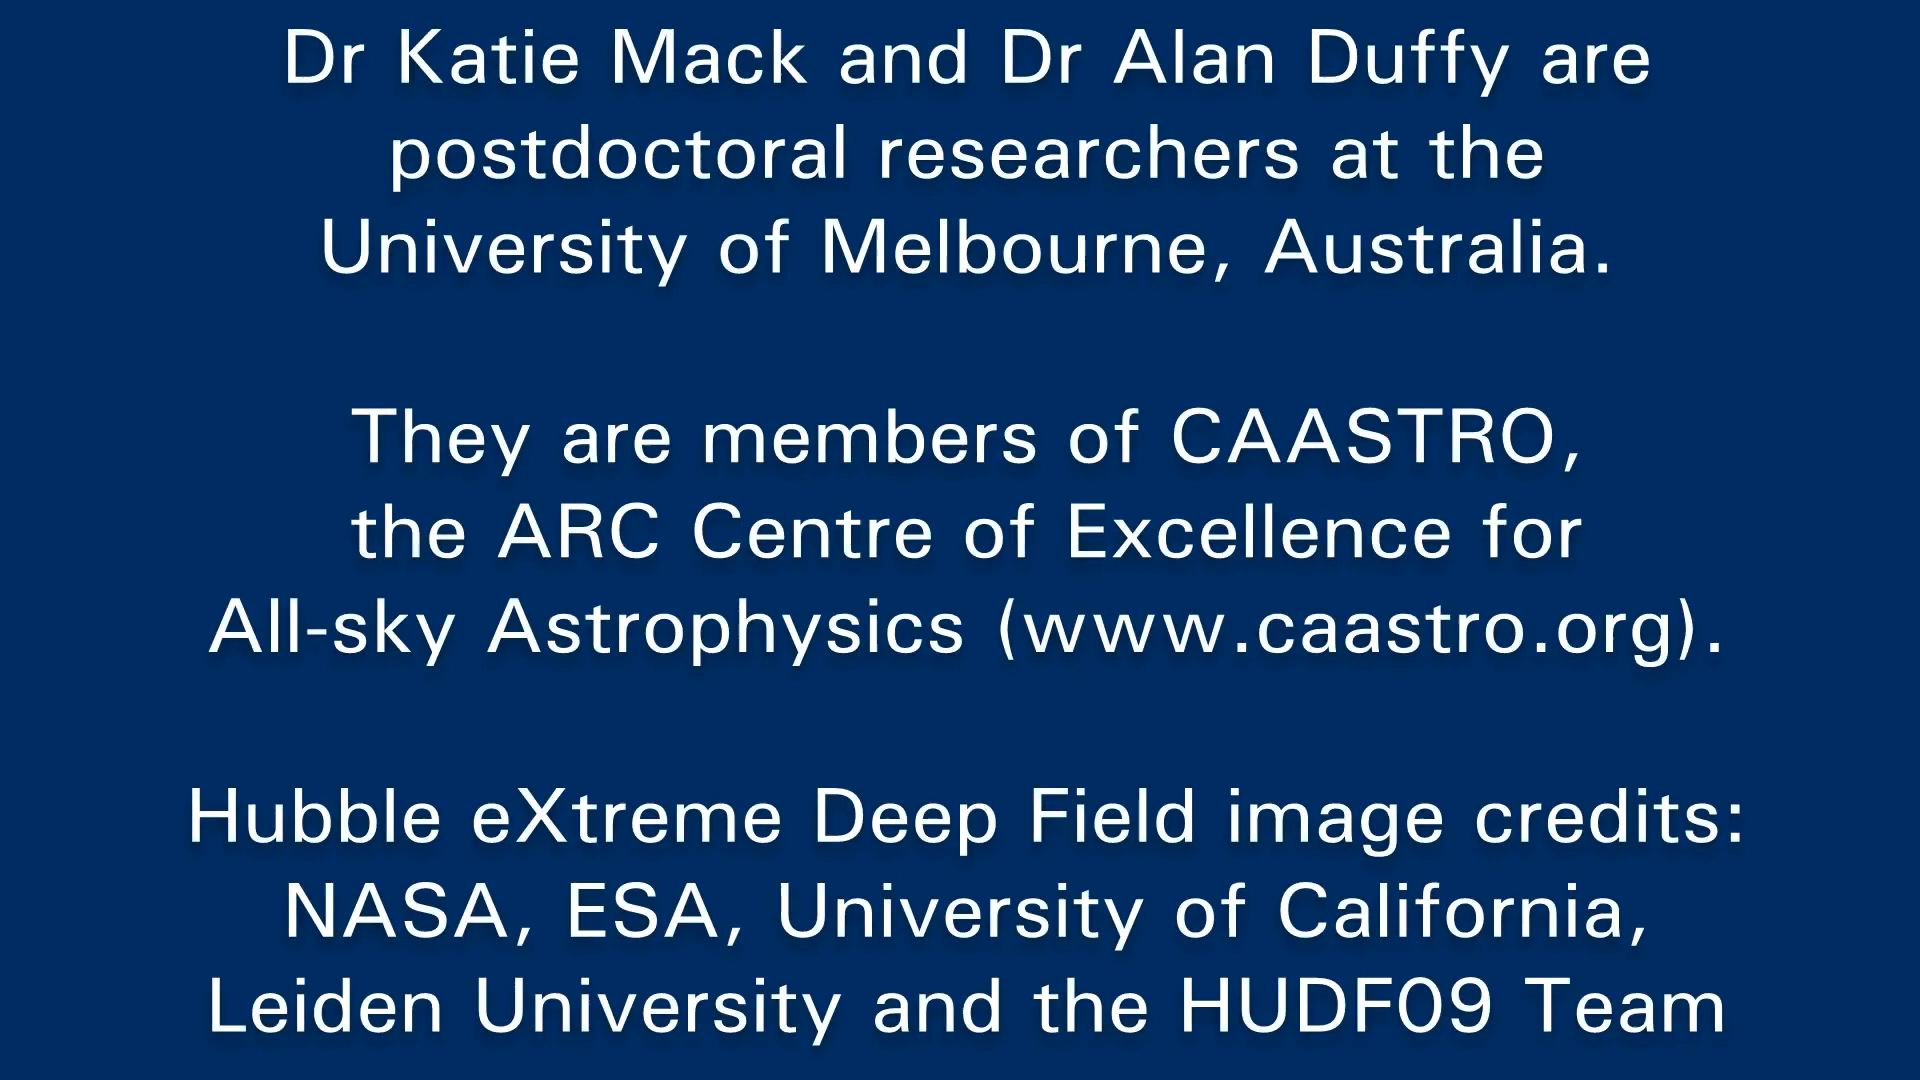 Dr Katie Mack and Dr Alan Duffy are
postdoctoral researchers at the
University of Melbourne, Australia.
They are members of CAASTRO,
the ARC Centre of Excellence for
All-sky Astrophysics (www.caastro.org).
Hubble eXtreme Deep Field image credits:
NASA, ESA, University of California,
Leiden University and the HUDF09 Team